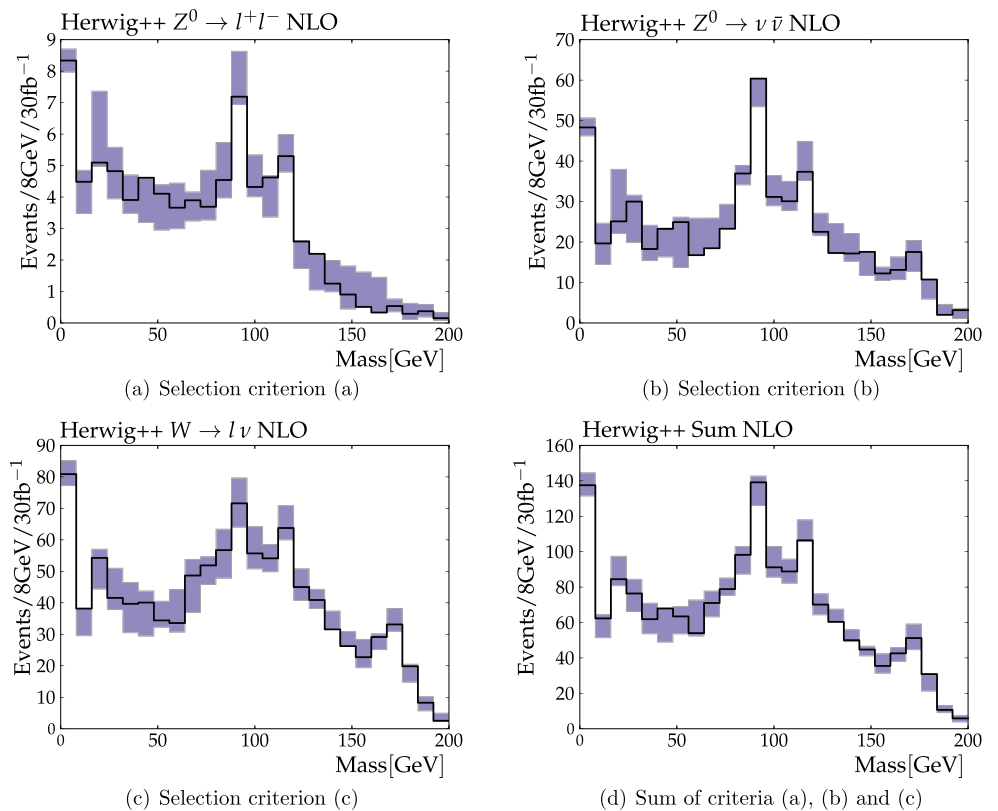 Herwig++ Z⁰ → l⁺l⁻ NLO
Events/8GeV/30fb⁻¹
9
8
7
6
5
4
3
2
1
0
0 50 100 150 200
Mass[GeV]
(a) Selection criterion (a)
Herwig++ Z⁰ → ν ν̄ NLO
Events/8GeV/30fb⁻¹
70
60
50
40
30
20
10
0
0 50 100 150 200
Mass[GeV]
(b) Selection criterion (b)
Herwig++ W → l ν NLO
Events/8GeV/30fb⁻¹
90
80
70
60
50
40
30
20
10
0
0 50 100 150 200
Mass[GeV]
(c) Selection criterion (c)
Herwig++ Sum NLO
Events/8GeV/30fb⁻¹
160
140
120
100
80
60
40
20
0
0 50 100 150 200
Mass[GeV]
(d) Sum of criteria (a), (b) and (c)